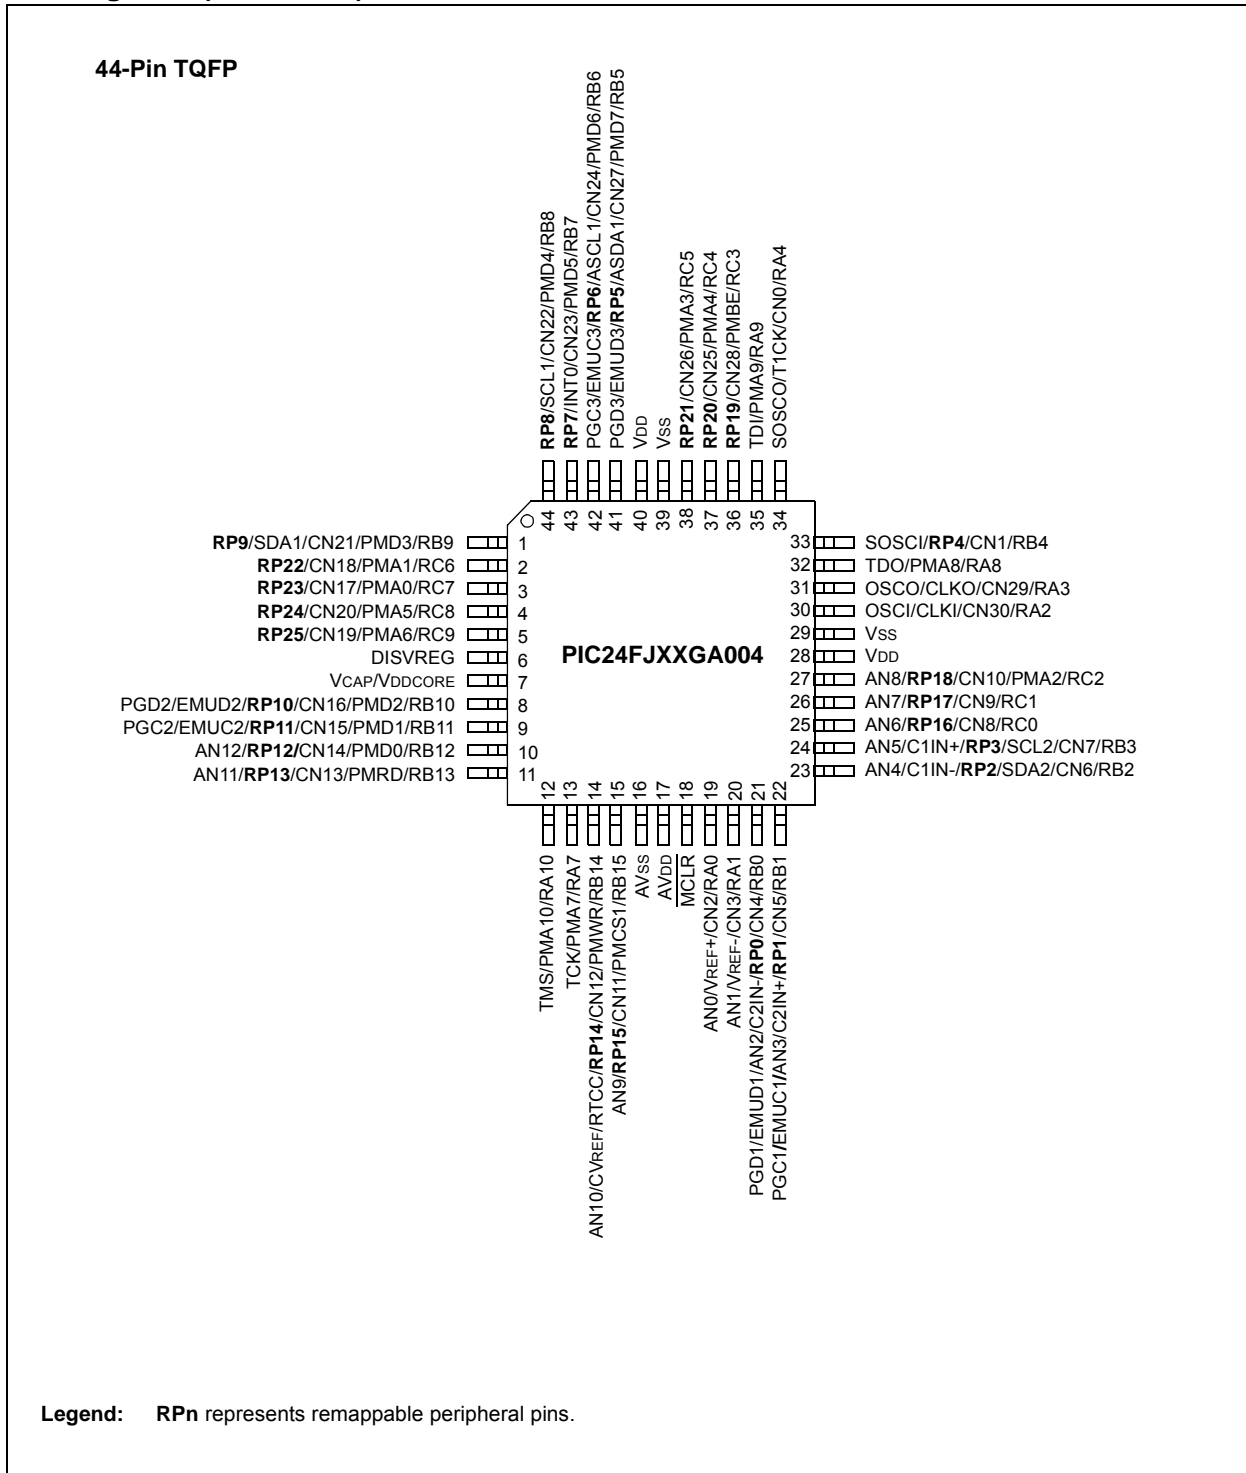 44-Pin TQFP
RP8/SCL1/CN22/PMD4/RB8
RP7/INT0/CN23/PMD5/RB7
PGC3/EMUC3/RP6/ASCL1/CN24/PMD6/RB6
PGD3/EMUD3/RP5/ASDA1/CN27/PMD7/RB5
VDD
VSS
RP21/CN26/PMA3/RC5
RP20/CN25/PMA4/RC4
RP19/CN28/PMBE/RC3
TDI/PMA9/RA9
SOSCO/T1CK/CN0/RA4
44 43 42 41 40 39 38 37 36 35 34
RP9/SDA1/CN21/PMD3/RB9 1
RP22/CN18/PMA1/RC6 2
RP23/CN17/PMA0/RC7 3
RP24/CN20/PMA5/RC8 4
RP25/CN19/PMA6/RC9 5
DISVREG 6
VCAP/VDDCORE 7
PGD2/EMUD2/RP10/CN16/PMD2/RB10 8
PGC2/EMUC2/RP11/CN15/PMD1/RB11 9
AN12/RP12/CN14/PMD0/RB12 10
AN11/RP13/CN13/PMRD/RB13 11
PIC24FJXXGA004
33 SOSCI/RP4/CN1/RB4
32 TDO/PMA8/RA8
31 OSCO/CLKO/CN29/RA3
30 OSCI/CLKI/CN30/RA2
29 VSS
28 VDD
27 AN8/RP18/CN10/PMA2/RC2
26 AN7/RP17/CN9/RC1
25 AN6/RP16/CN8/RC0
24 AN5/C1IN+/RP3/SCL2/CN7/RB3
23 AN4/C1IN-/RP2/SDA2/CN6/RB2
12 13 14 15 16 17 18 19 20 21 22
TMS/PMA10/RA10
TCK/PMA7/RA7
AN10/CVREF/RTCC/RP14/CN12/PMWR/RB14
AN9/RP15/CN11/PMCS1/RB15
AVSS
AVDD
MCLR
AN0/VREF+/CN2/RA0
AN1/VREF-/CN3/RA1
PGD1/EMUD1/AN2/C2IN-/RP0/CN4/RB0
PGC1/EMUC1/AN3/C2IN+/RP1/CN5/RB1
Legend: RPn represents remappable peripheral pins.